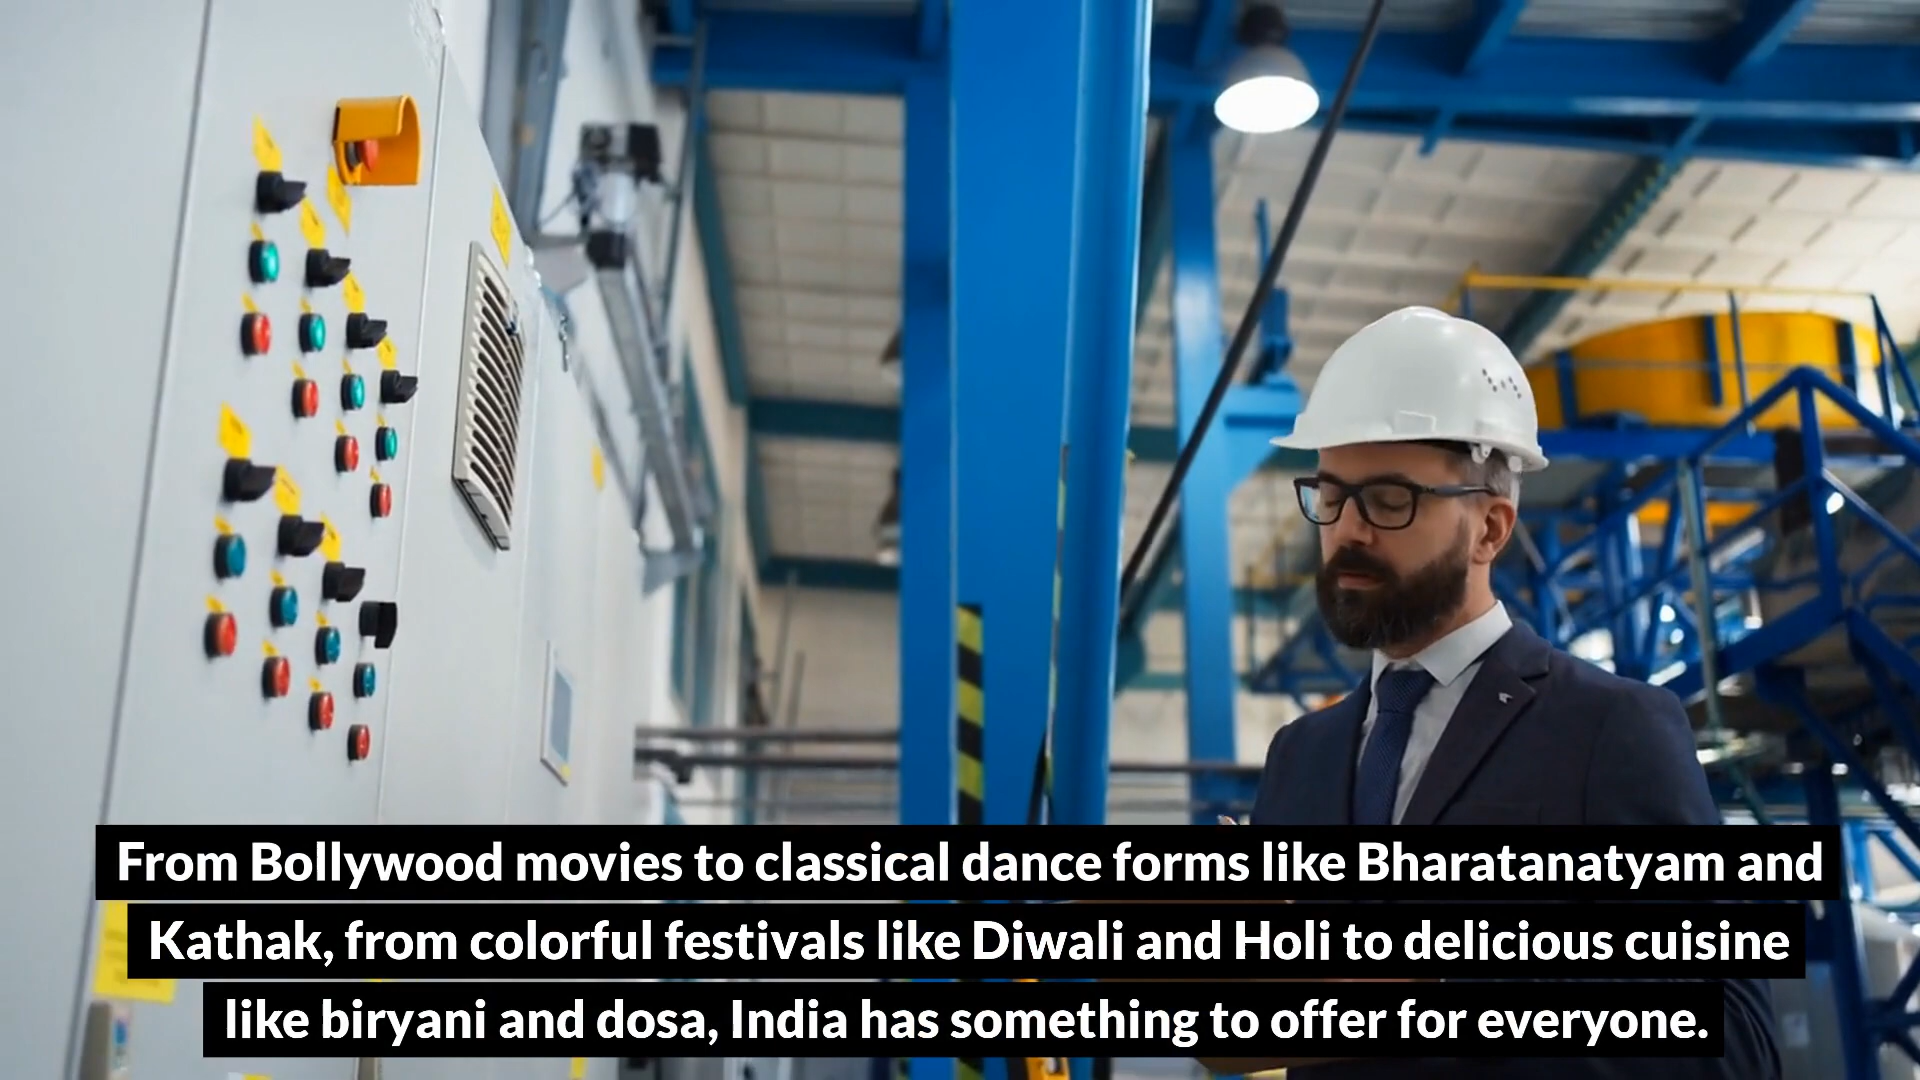 From Bollywood movies to classical dance forms like Bharatanatyam and
Kathak, from colorful festivals like Diwali and Holi to delicious cuisine
like biryani and dosa, India has something to offer for everyone.